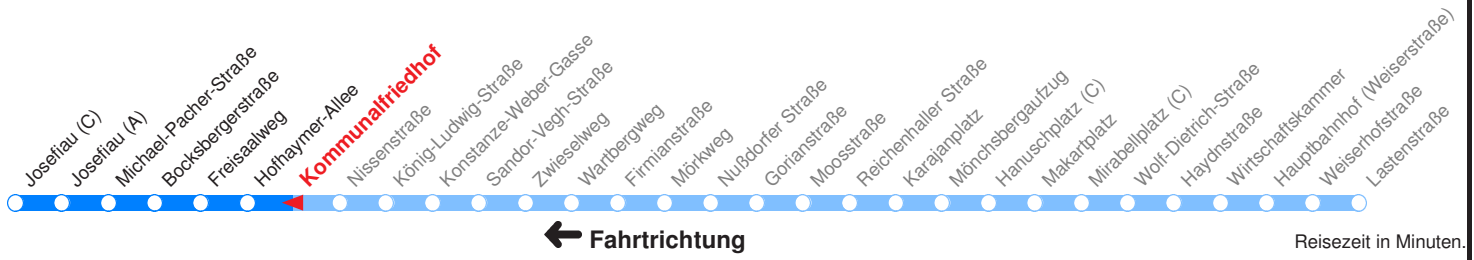 Josefiau (C)
Josefiau (A)
Michael-Pacher-Straße
Bocksbergerstraße
Freisaalweg
Hofhaymer-Allee
Kommunalfriedhof
Nissenstraße
König-Ludwig-Straße
Konstanze-Weber-Gasse
Sandor-Vegh-Straße
Zwieselweg
Wartbergweg
Firmianstraße
Mörkweg
Nußdorfer Straße
Gorianstraße
Moosstraße
Reichenhaller Straße
Karajanplatz
Mönchsbergaufzug
Hanuschplatz (C)
Makartplatz
Mirabellplatz (C)
Wolf-Dietrich-Straße
Haydnstraße
Wirtschaftskammer
Hauptbahnhof (Weiserstraße)
Weiserhofstraße
Lastenstraße
Fahrtrichtung
Reisezeit in Minuten.